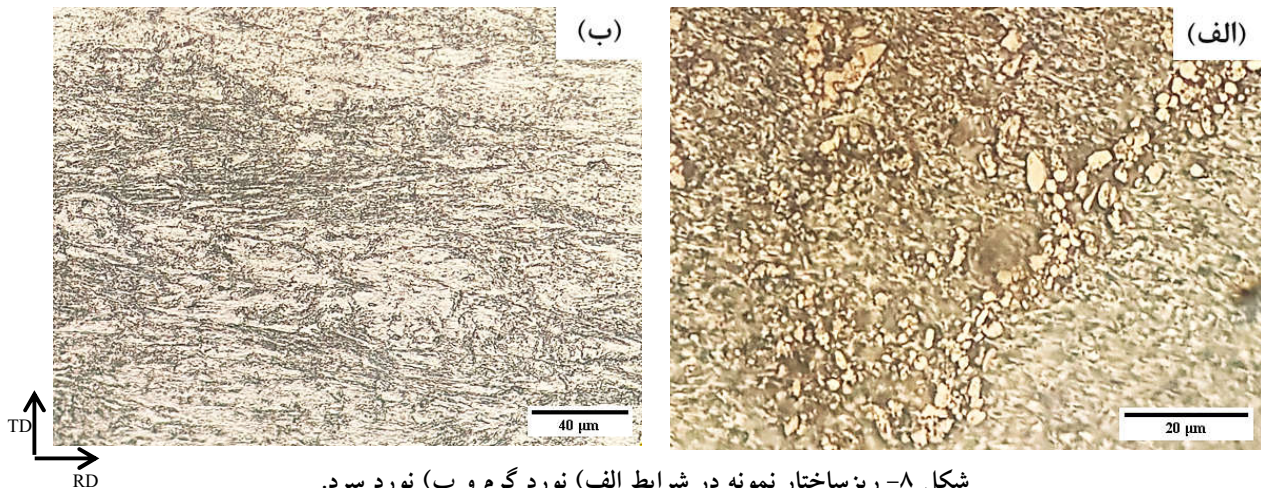 (الف)
(ب)
20 µm
40 µm
TD
RD
شکل ۸- ریزساختار نمونه در شرایط الف) نورد گرم و ب) نورد سرد.